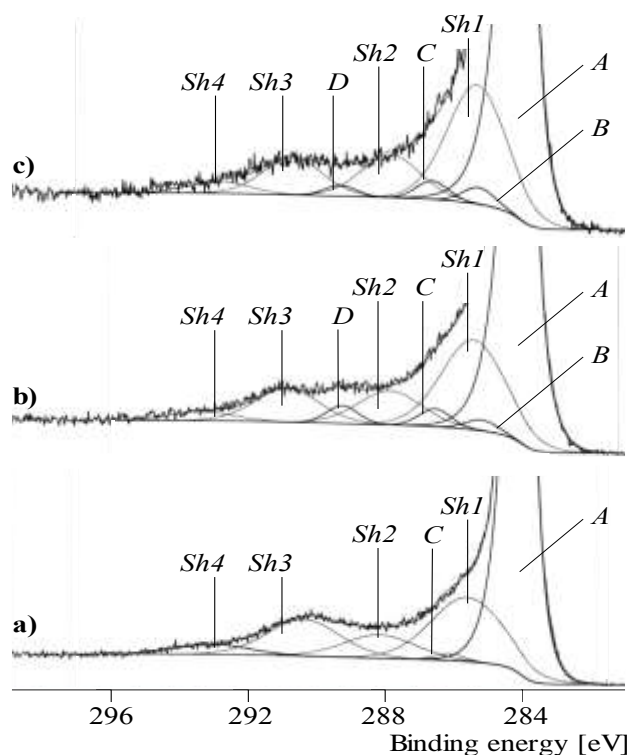 Sh1
Sh2 C
Sh4 Sh3 D A
B
c)
Sh1
Sh2 C
Sh4 Sh3 D A
B
b)
Sh1
Sh2 C A
Sh4 Sh3
a)
296 292 288 284
Binding energy [eV]